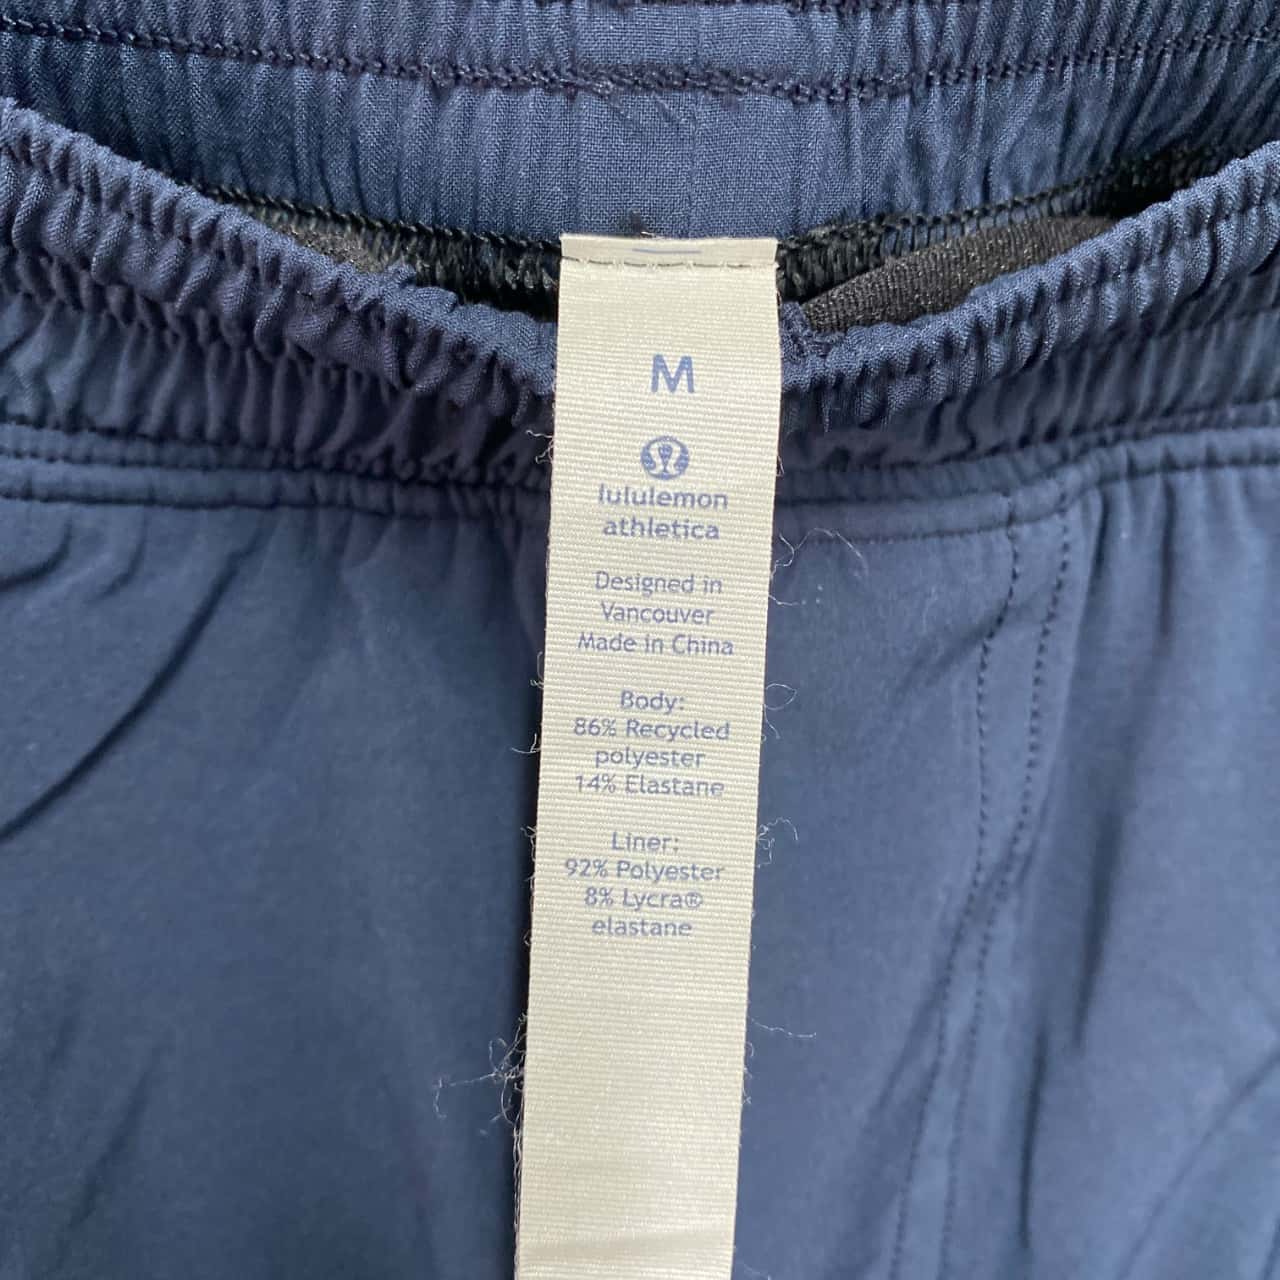 M
lululemon
athletica
Designed in
Vancouver
Made in China
Body:
86% Recycled
polyester
14% Elastane
Liner:
92% Polyester
8% Lycra®
elastane